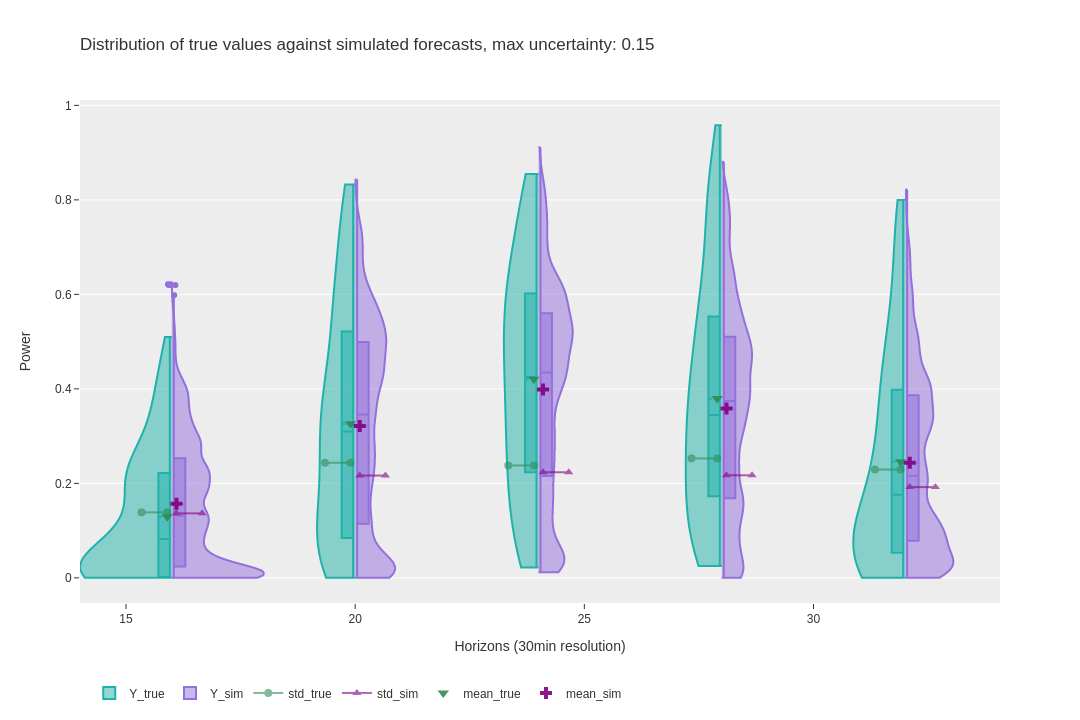 Distribution of true values against simulated forecasts, max uncertainty: 0.15
1
0.8
0.6
0.4
0.2
0
Power
15
20
25
30
Horizons (30min resolution)
Y_true Y_sim std_true std_sim mean_true mean_sim